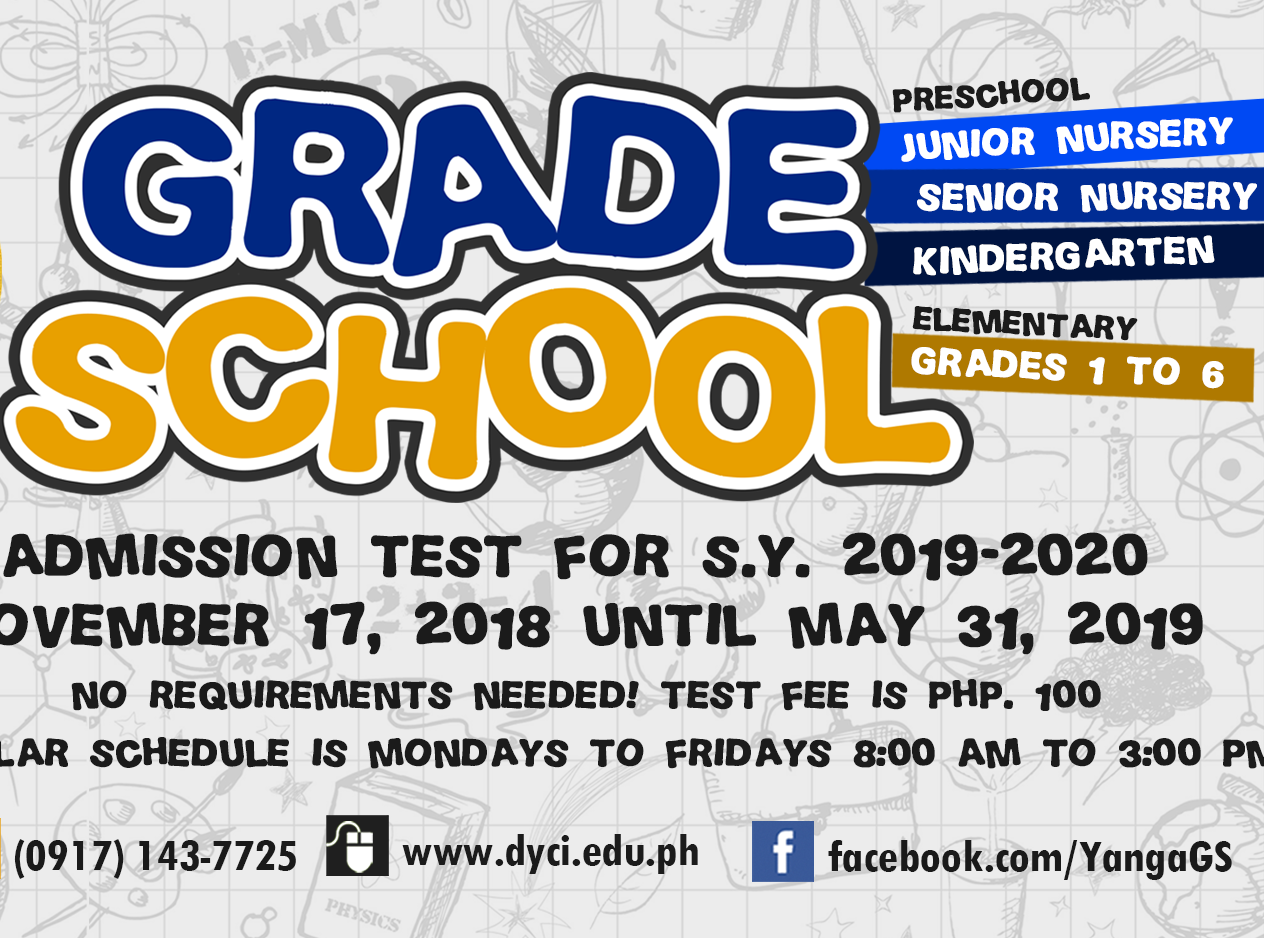 GRADE
SCHOOL
PRESCHOOL
JUNIOR NURSERY
SENIOR NURSERY
KINDERGARTEN
ELEMENTARY
GRADES 1 TO 6
ADMISSION TEST FOR S.Y. 2019-2020
OVEMBER 17, 2018 UNTIL MAY 31, 2019
NO REQUIREMENTS NEEDED! TEST FEE IS PHP. 100
LAR SCHEDULE IS MONDAYS TO FRIDAYS 8:00 AM TO 3:00 PM
(0917) 143-7725
www.dyci.edu.ph
f facebook.com/YangaGS
E=MC²
S
N
PHYSICS